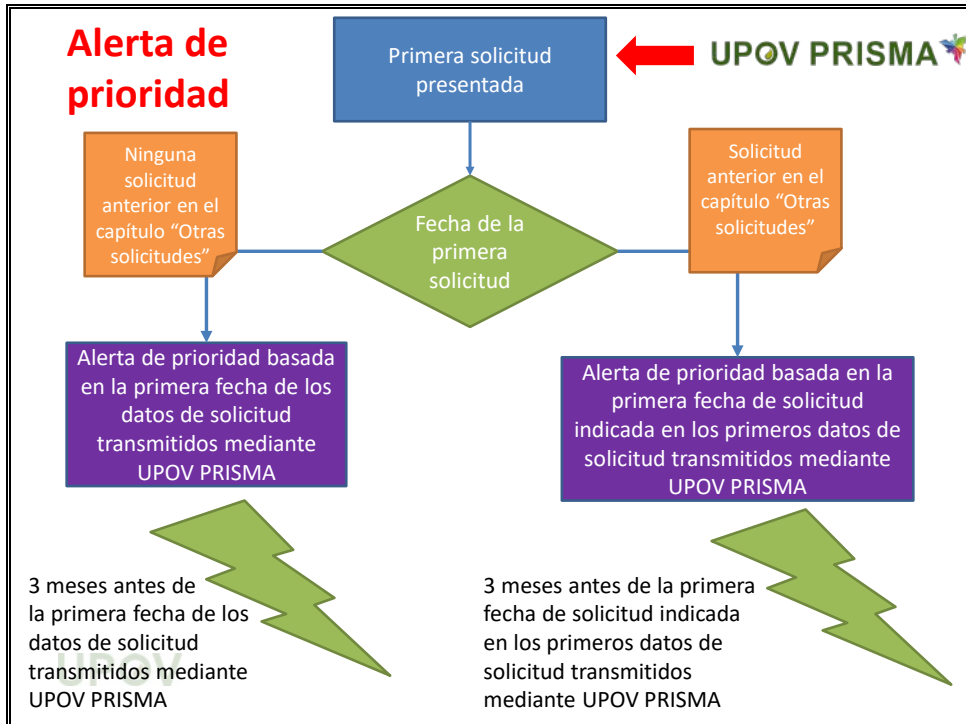 Alerta de
prioridad
Primera solicitud
presentada
UPOV PRISMA
Ninguna
solicitud
anterior en el
capítulo “Otras
solicitudes”
Fecha de la
primera
solicitud
Solicitud
anterior en el
capítulo “Otras
solicitudes”
Alerta de prioridad basada
en la primera fecha de los
datos de solicitud
transmitidos mediante
UPOV PRISMA
Alerta de prioridad basada en la
primera fecha de solicitud
indicada en los primeros datos de
solicitud transmitidos mediante
UPOV PRISMA
3 meses antes de
la primera fecha de los
datos de solicitud
transmitidos mediante
UPOV PRISMA
UPOV
3 meses antes de la primera
fecha de solicitud indicada
en los primeros datos de
solicitud transmitidos
mediante UPOV PRISMA